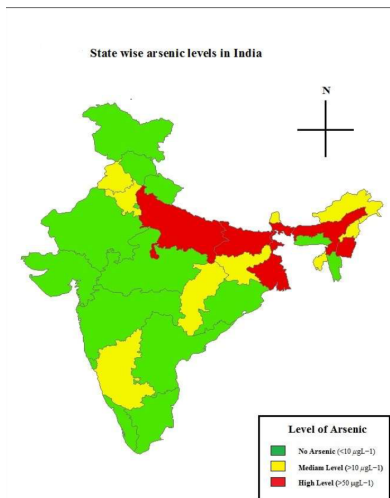 State wise arsenic levels in India
N
Level of Arsenic
No Arsenic (<10 µgL−1)
Mediam Level (>10 µgL−1)
High Level (>50 µgL−1)